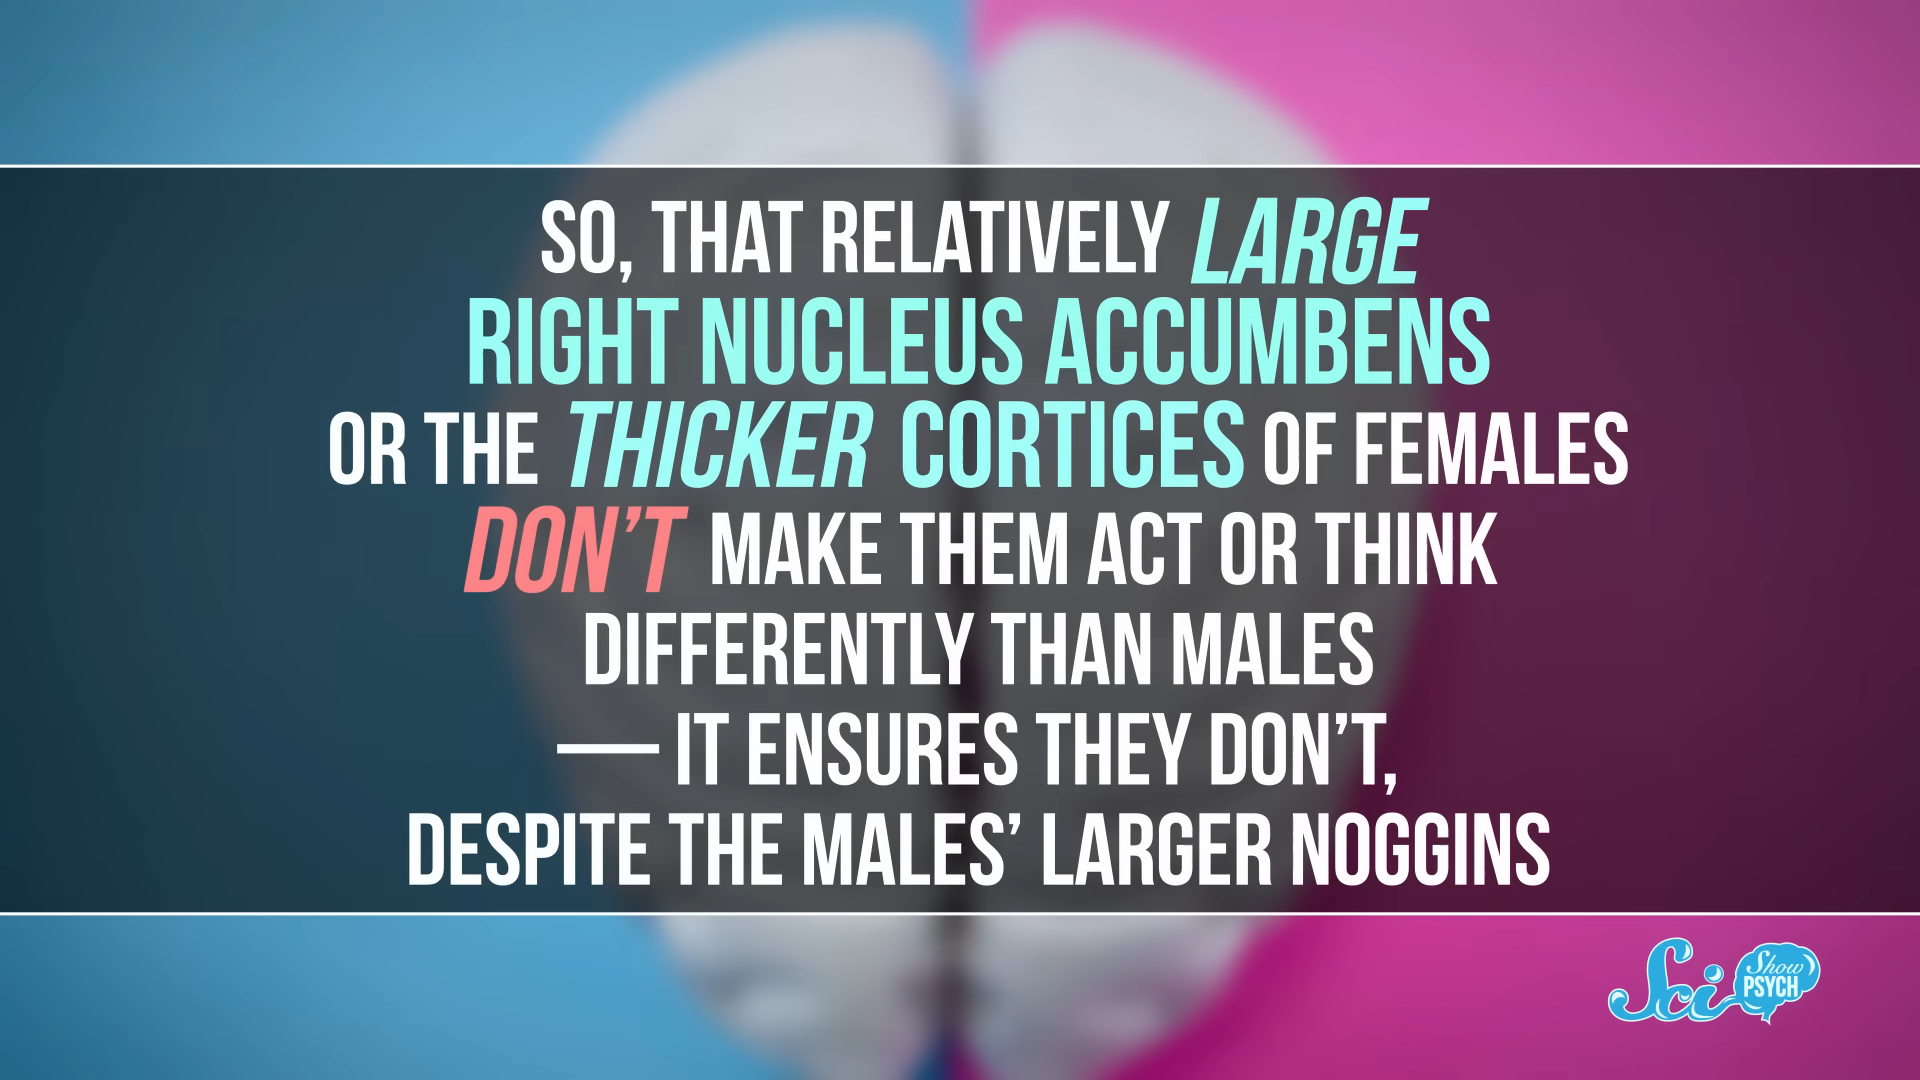 SO, THAT RELATIVELY LARGE
RIGHT NUCLEUS ACCUMBENS
OR THE THICKER CORTICES OF FEMALES
DON'T MAKE THEM ACT OR THINK
DIFFERENTLY THAN MALES
— IT ENSURES THEY DON'T,
DESPITE THE MALES' LARGER NOGGINS
Sci Show PSYCH